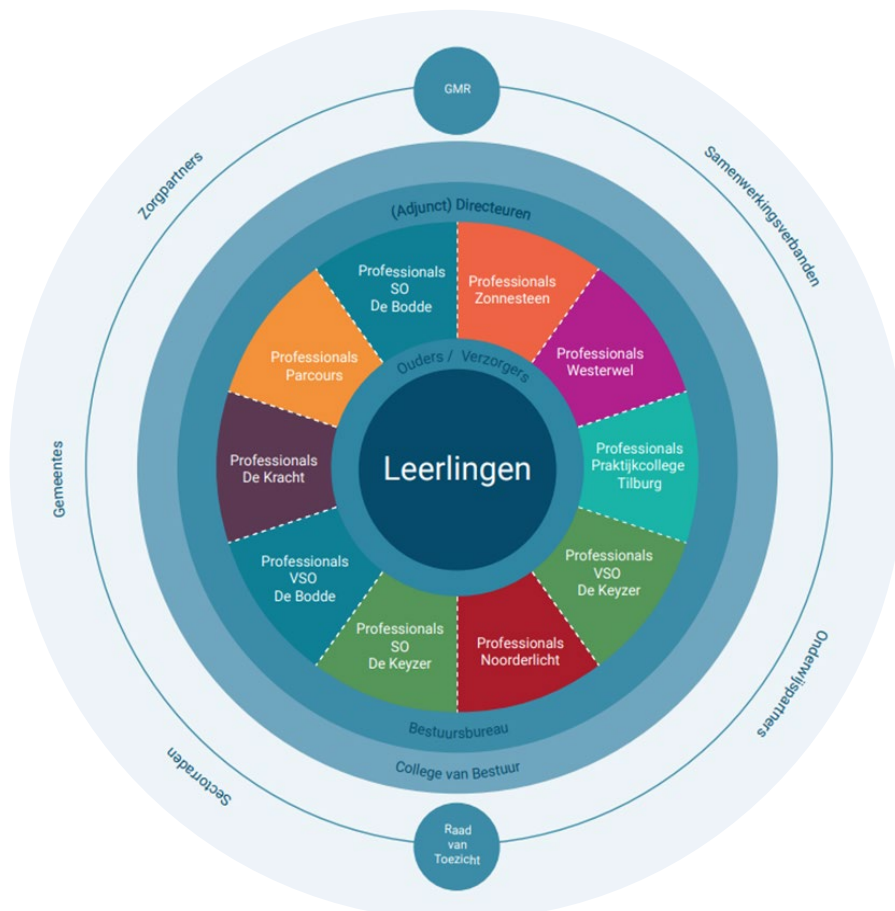 GMR
Zorgpartners
Samenwerkingsverbanden
(Adjunct) Directeuren
Professionals
SO
De Bodde
Professionals
Zonnesteen
Professionals
Parcours
Ouders / Verzorgers
Professionals
Westerwel
Gemeentes
Professionals
De Kracht
Leerlingen
Professionals
Praktijkcollege
Tilburg
Professionals
VSO
De Bodde
Professionals
VSO
De Keyzer
Professionals
SO
De Keyzer
Professionals
Noorderlicht
Onderwijspartners
Sectorraden
Bestuursbureau
College van Bestuur
Raad
van
Toezicht